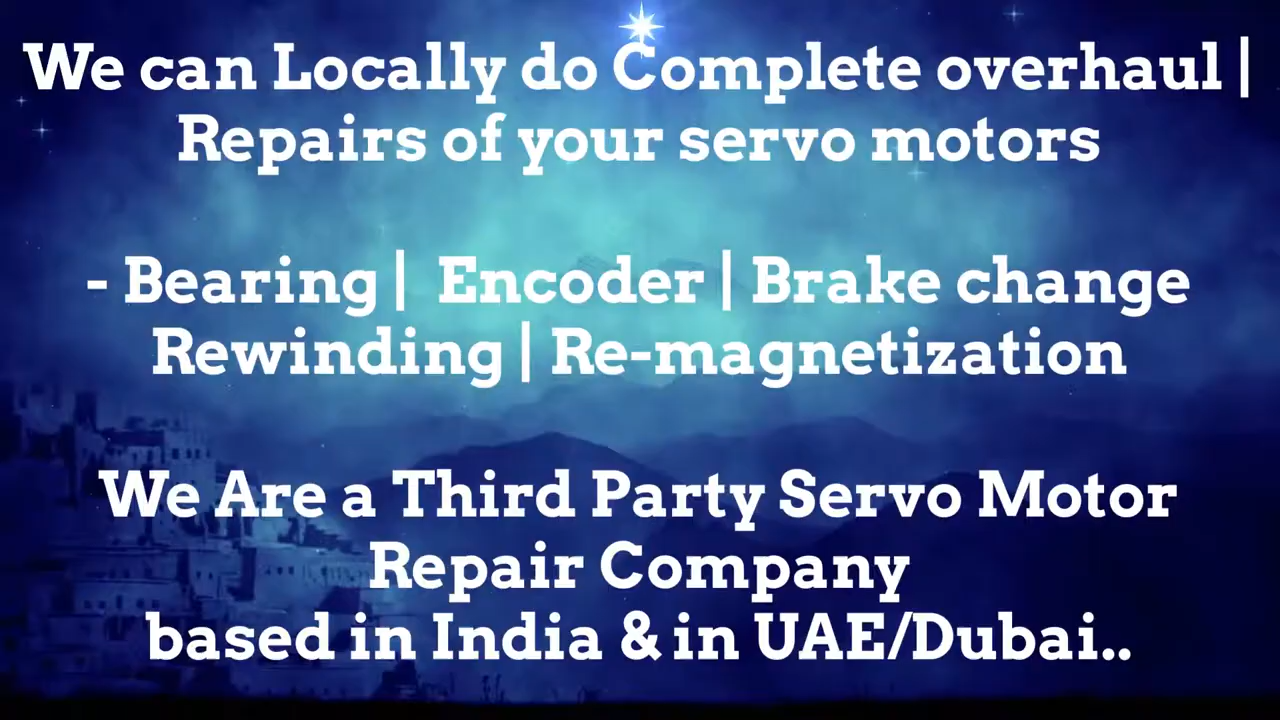 We can Locally do Complete overhaul |
Repairs of your servo motors
- Bearing | Encoder | Brake change
Rewinding | Re-magnetization
We Are a Third Party Servo Motor
Repair Company
based in India & in UAE/Dubai..